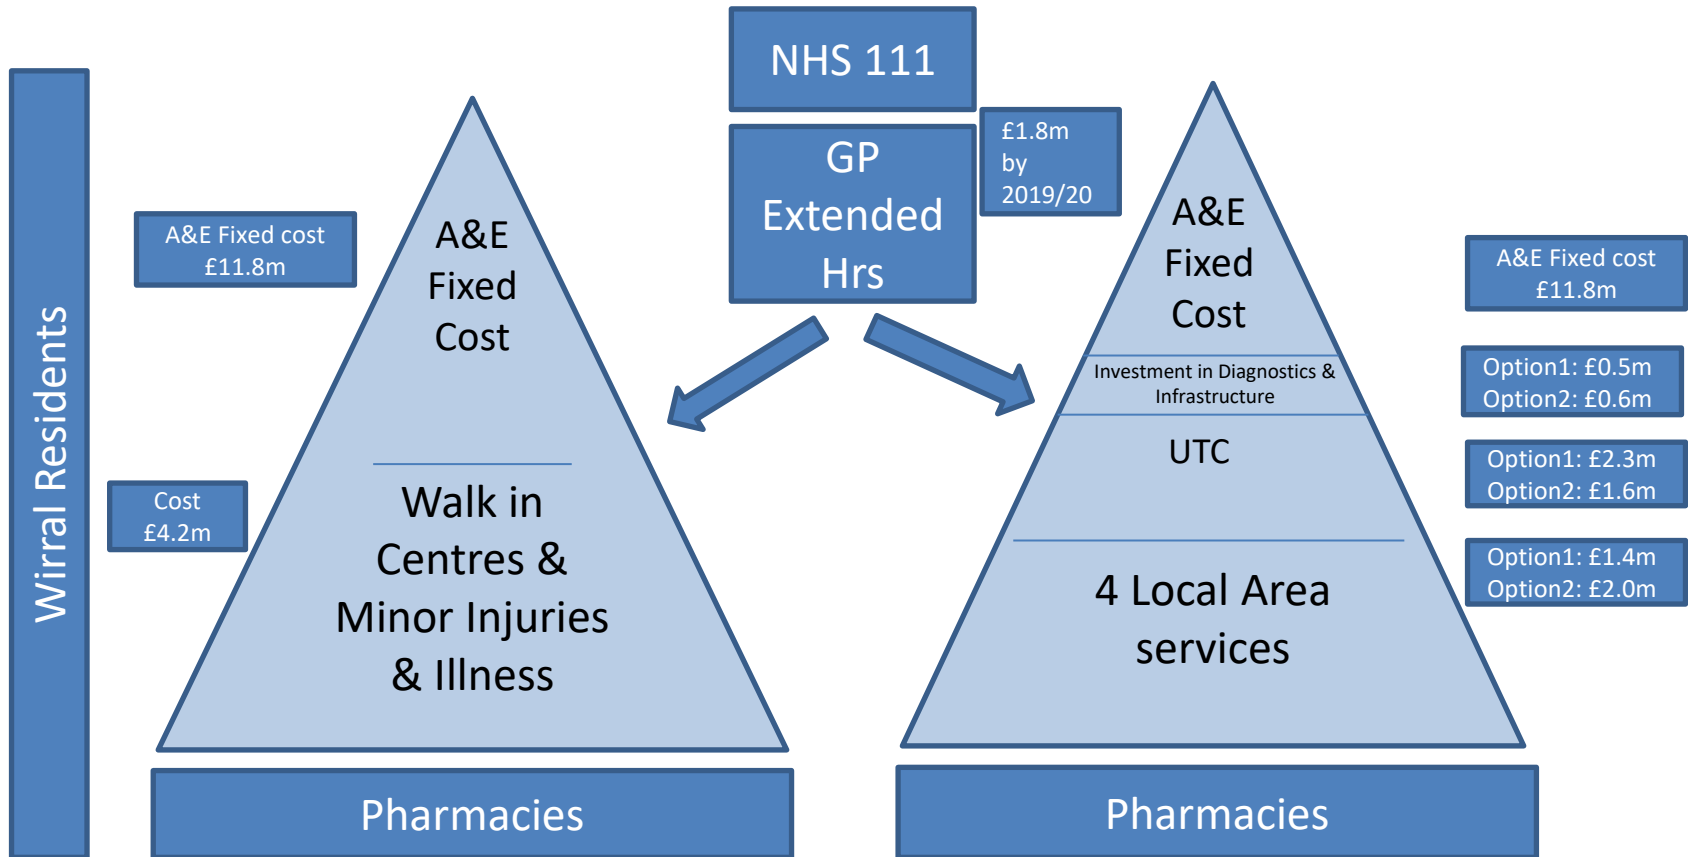 Wirral Residents
A&E Fixed cost
£11.8m
Cost
£4.2m
A&E
Fixed
Cost
Walk in
Centres &
Minor Injuries
& Illness
Pharmacies
NHS 111
GP
Extended
Hrs
£1.8m
by
2019/20
A&E
Fixed
Cost
Investment in Diagnostics &
Infrastructure
UTC
4 Local Area
services
Pharmacies
A&E Fixed cost
£11.8m
Option1: £0.5m
Option2: £0.6m
Option1: £2.3m
Option2: £1.6m
Option1: £1.4m
Option2: £2.0m